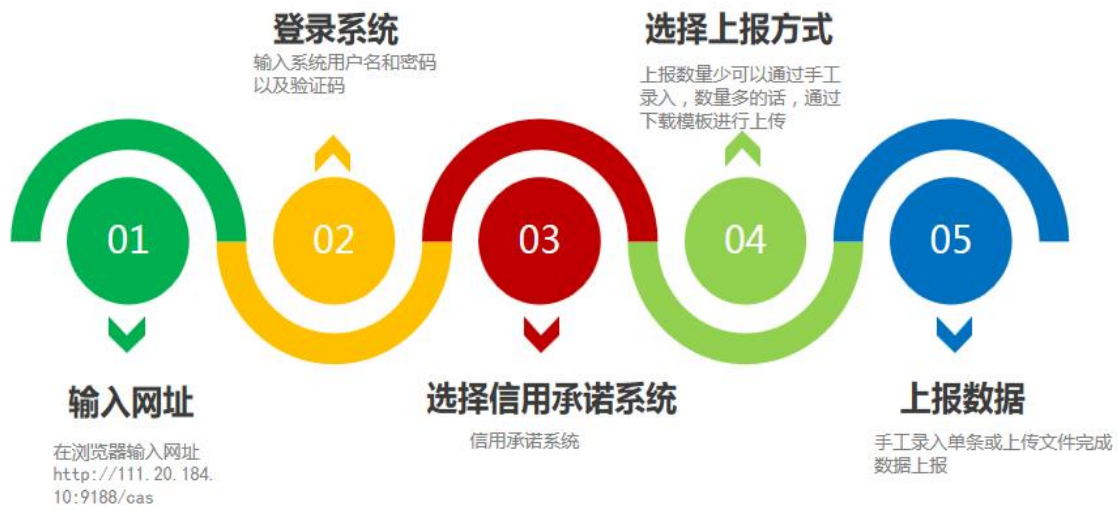 登录系统
输入系统用户名和密码
以及验证码
选择上报方式
上报数量少可以通过手工
录入，数量多的话，通过
下载模板进行上传
01
02
03
04
05
输入网址
在浏览器输入网址
http://111.20.184.
10:9188/cas
选择信用承诺系统
信用承诺系统
上报数据
手工录入单条或上传文件完成
数据上报